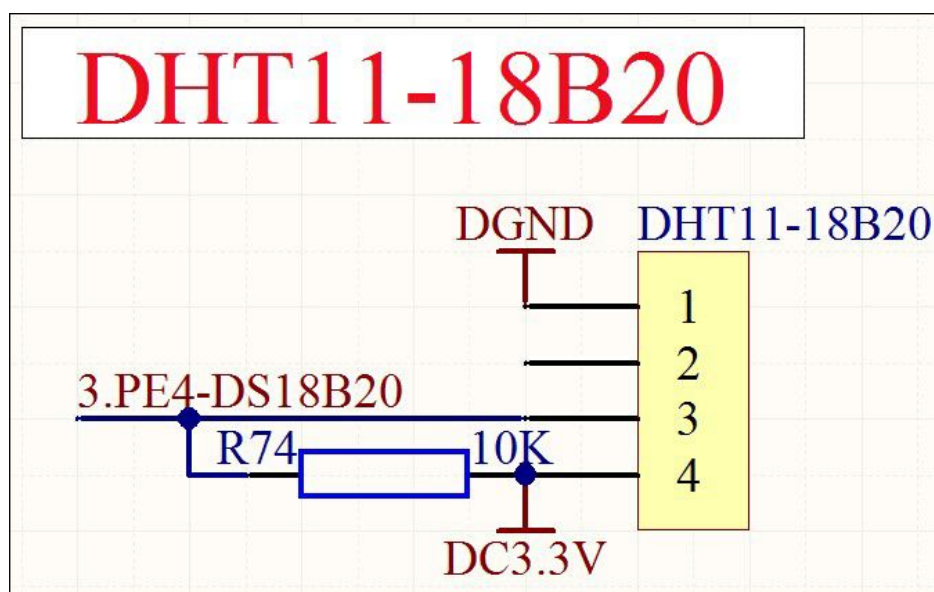 DHT11-18B20
DGND DHT11-18B20
1
2
3.PE4-DS18B20
3
R74 10K
4
DC3.3V